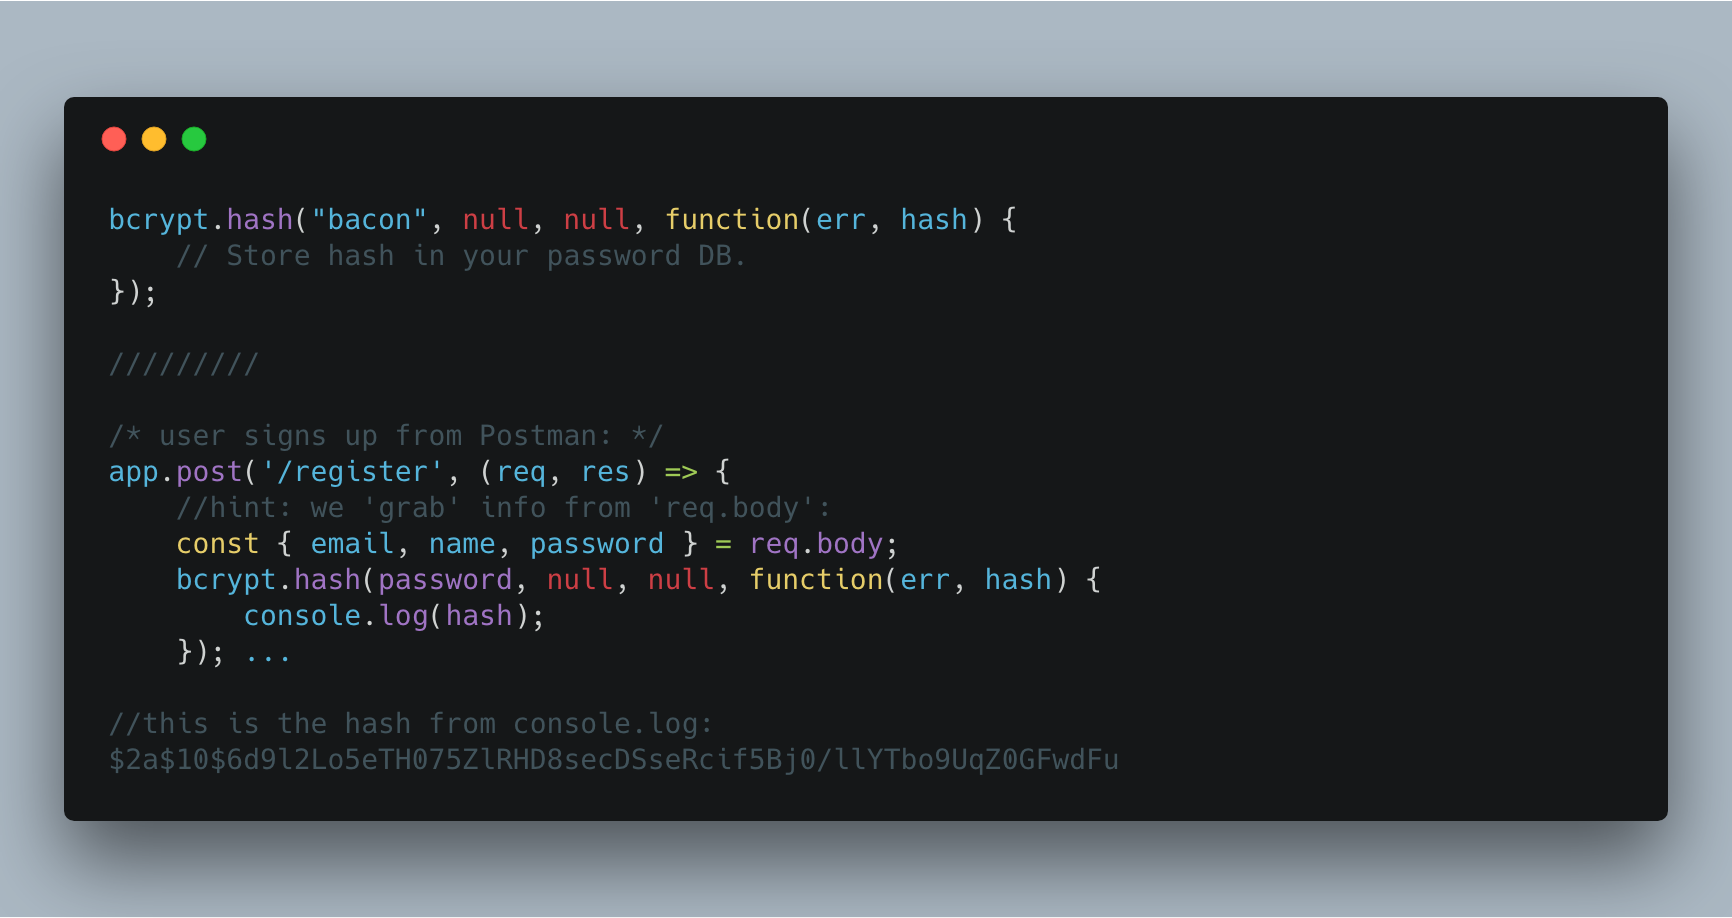 bcrypt.hash("bacon", null, null, function(err, hash) {
    // Store hash in your password DB.
});
/////////
/* user signs up from Postman: */
app.post('/register', (req, res) => {
    //hint: we 'grab' info from 'req.body':
    const { email, name, password } = req.body;
    bcrypt.hash(password, null, null, function(err, hash) {
        console.log(hash);
    }); ...
//this is the hash from console.log:
$2a$10$6d9l2Lo5eTH075ZlRHD8secDSseRcif5Bj0/llYTbo9UqZ0GFwdFu